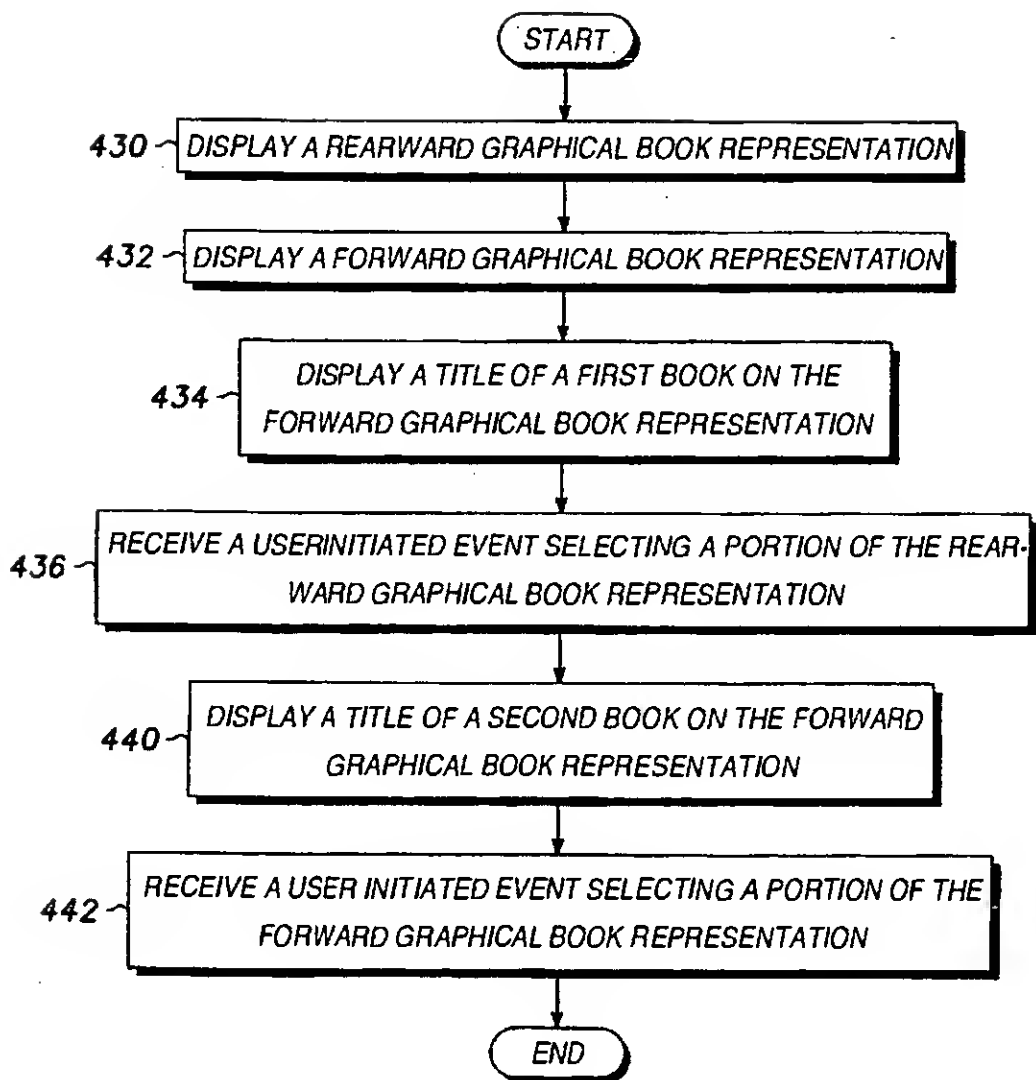 START
430 DISPLAY A REARWARD GRAPHICAL BOOK REPRESENTATION
432 DISPLAY A FORWARD GRAPHICAL BOOK REPRESENTATION
434 DISPLAY A TITLE OF A FIRST BOOK ON THE
FORWARD GRAPHICAL BOOK REPRESENTATION
436 RECEIVE A USERINITIATED EVENT SELECTING A PORTION OF THE REAR-
WARD GRAPHICAL BOOK REPRESENTATION
440 DISPLAY A TITLE OF A SECOND BOOK ON THE FORWARD
GRAPHICAL BOOK REPRESENTATION
442 RECEIVE A USER INITIATED EVENT SELECTING A PORTION OF THE
FORWARD GRAPHICAL BOOK REPRESENTATION
END